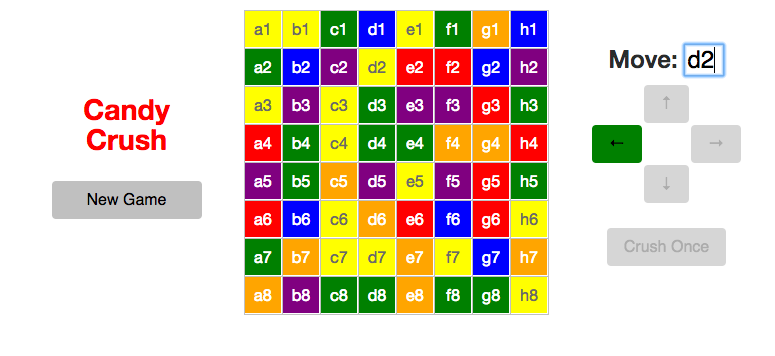 a1 b1 c1 d1 e1 f1 g1 h1
a2 b2 c2 d2 e2 f2 g2 h2
Move: d2
a3 b3 c3 d3 e3 f3 g3 h3
↑
Candy
Crush
a4 b4 c4 d4 e4 f4 g4 h4
← →
a5 b5 c5 d5 e5 f5 g5 h5
↓
New Game
a6 b6 c6 d6 e6 f6 g6 h6
Crush Once
a7 b7 c7 d7 e7 f7 g7 h7
a8 b8 c8 d8 e8 f8 g8 h8